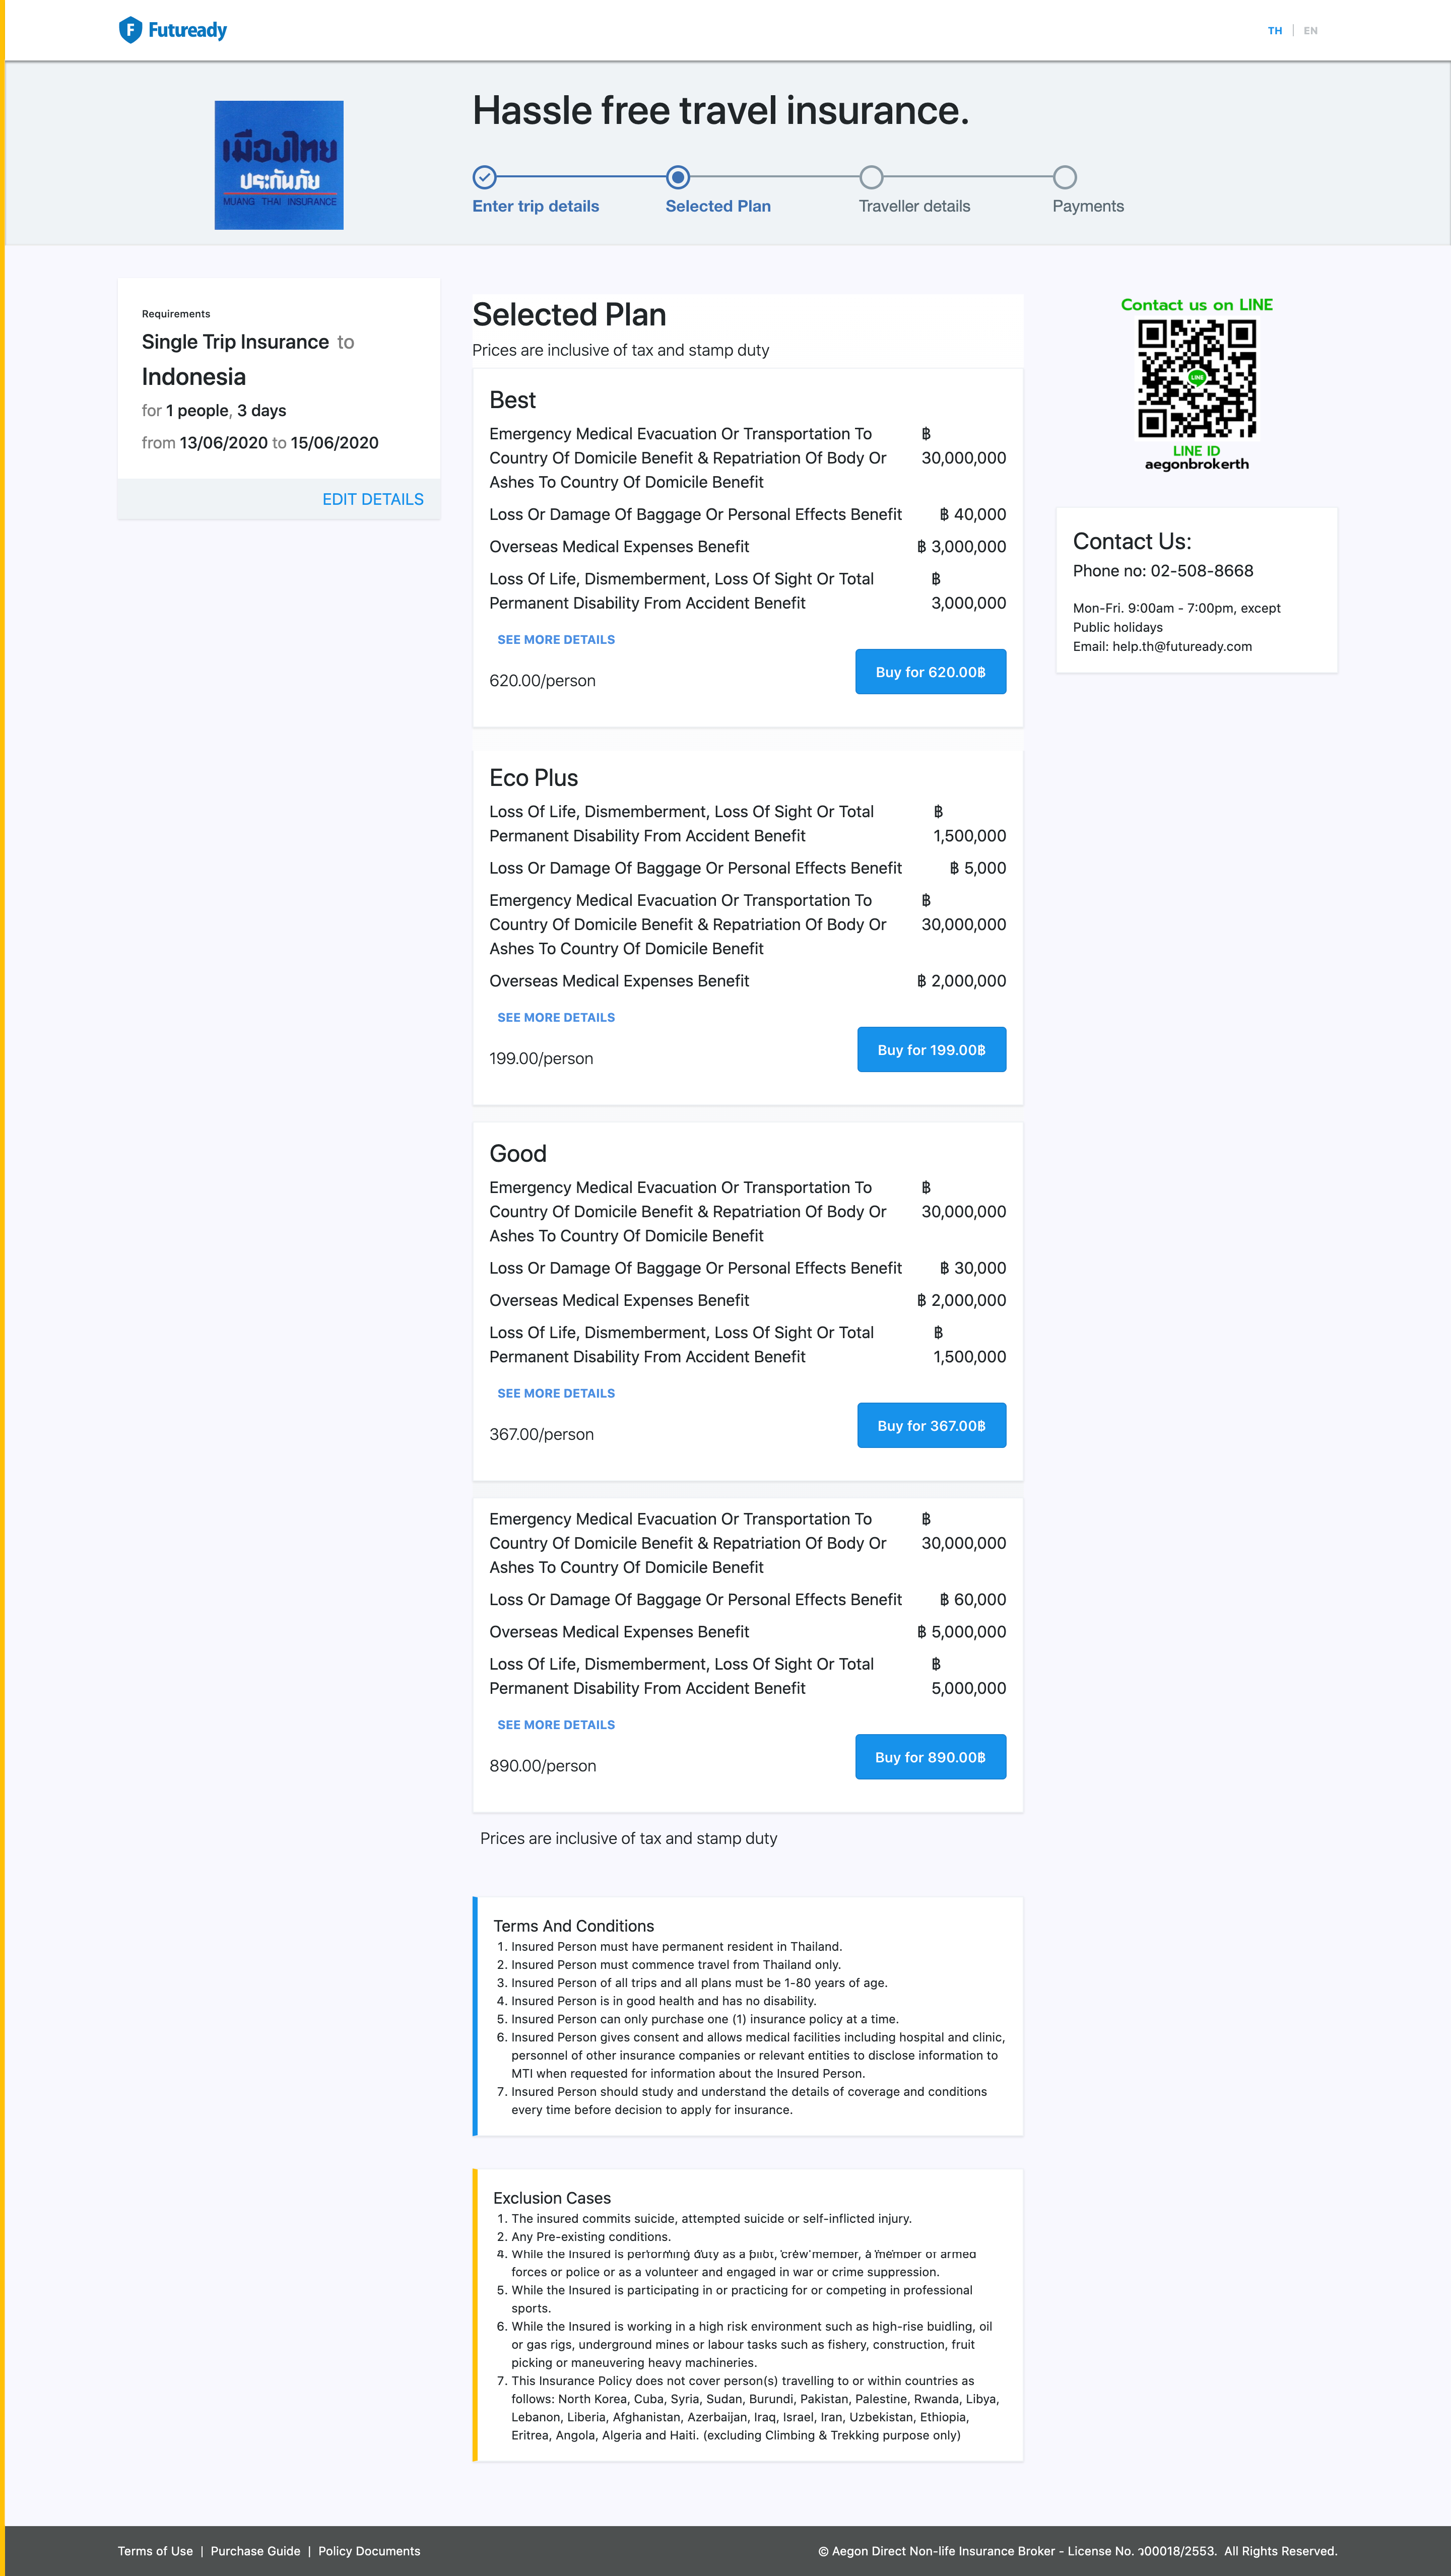 Futuready
TH | EN
เมืองไทย
ประกันภัย
MUANG THAI INSURANCE
Hassle free travel insurance.
Enter trip details
Selected Plan
Traveller details
Payments
Requirements
Single Trip Insurance to
Indonesia
for 1 people, 3 days
from 13/06/2020 to 15/06/2020
EDIT DETAILS
Selected Plan
Prices are inclusive of tax and stamp duty
Best
Emergency Medical Evacuation Or Transportation To ฿
Country Of Domicile Benefit & Repatriation Of Body Or 30,000,000
Ashes To Country Of Domicile Benefit
Loss Or Damage Of Baggage Or Personal Effects Benefit ฿ 40,000
Overseas Medical Expenses Benefit ฿ 3,000,000
Loss Of Life, Dismemberment, Loss Of Sight Or Total ฿
Permanent Disability From Accident Benefit 3,000,000
SEE MORE DETAILS
620.00/person
Buy for 620.00฿
Eco Plus
Loss Of Life, Dismemberment, Loss Of Sight Or Total ฿
Permanent Disability From Accident Benefit 1,500,000
Loss Or Damage Of Baggage Or Personal Effects Benefit ฿ 5,000
Emergency Medical Evacuation Or Transportation To ฿
Country Of Domicile Benefit & Repatriation Of Body Or 30,000,000
Ashes To Country Of Domicile Benefit
Overseas Medical Expenses Benefit ฿ 2,000,000
SEE MORE DETAILS
199.00/person
Buy for 199.00฿
Good
Emergency Medical Evacuation Or Transportation To ฿
Country Of Domicile Benefit & Repatriation Of Body Or 30,000,000
Ashes To Country Of Domicile Benefit
Loss Or Damage Of Baggage Or Personal Effects Benefit ฿ 30,000
Overseas Medical Expenses Benefit ฿ 2,000,000
Loss Of Life, Dismemberment, Loss Of Sight Or Total ฿
Permanent Disability From Accident Benefit 1,500,000
SEE MORE DETAILS
367.00/person
Buy for 367.00฿
Emergency Medical Evacuation Or Transportation To ฿
Country Of Domicile Benefit & Repatriation Of Body Or 30,000,000
Ashes To Country Of Domicile Benefit
Loss Or Damage Of Baggage Or Personal Effects Benefit ฿ 60,000
Overseas Medical Expenses Benefit ฿ 5,000,000
Loss Of Life, Dismemberment, Loss Of Sight Or Total ฿
Permanent Disability From Accident Benefit 5,000,000
SEE MORE DETAILS
890.00/person
Buy for 890.00฿
Prices are inclusive of tax and stamp duty
Contact us on LINE
LINE
LINE ID
aegonbrokerth
Contact Us:
Phone no: 02-508-8668
Mon-Fri. 9:00am - 7:00pm, except
Public holidays
Email: help.th@futuready.com
Terms And Conditions
1. Insured Person must have permanent resident in Thailand.
2. Insured Person must commence travel from Thailand only.
3. Insured Person of all trips and all plans must be 1-80 years of age.
4. Insured Person is in good health and has no disability.
5. Insured Person can only purchase one (1) insurance policy at a time.
6. Insured Person gives consent and allows medical facilities including hospital and clinic,
personnel of other insurance companies or relevant entities to disclose information to
MTI when requested for information about the Insured Person.
7. Insured Person should study and understand the details of coverage and conditions
every time before decision to apply for insurance.
Exclusion Cases
1. The insured commits suicide, attempted suicide or self-inflicted injury.
2. Any Pre-existing conditions.
4. While the Insured is performing duty as a pilot, crew member, a member of armed
forces or police or as a volunteer and engaged in war or crime suppression.
5. While the Insured is participating in or practicing for or competing in professional
sports.
6. While the Insured is working in a high risk environment such as high-rise buidling, oil
or gas rigs, underground mines or labour tasks such as fishery, construction, fruit
picking or maneuvering heavy machineries.
7. This Insurance Policy does not cover person(s) travelling to or within countries as
follows: North Korea, Cuba, Syria, Sudan, Burundi, Pakistan, Palestine, Rwanda, Libya,
Lebanon, Liberia, Afghanistan, Azerbaijan, Iraq, Israel, Iran, Uzbekistan, Ethiopia,
Eritrea, Angola, Algeria and Haiti. (excluding Climbing & Trekking purpose only)
Terms of Use | Purchase Guide | Policy Documents
© Aegon Direct Non-life Insurance Broker - License No. ว00018/2553. All Rights Reserved.